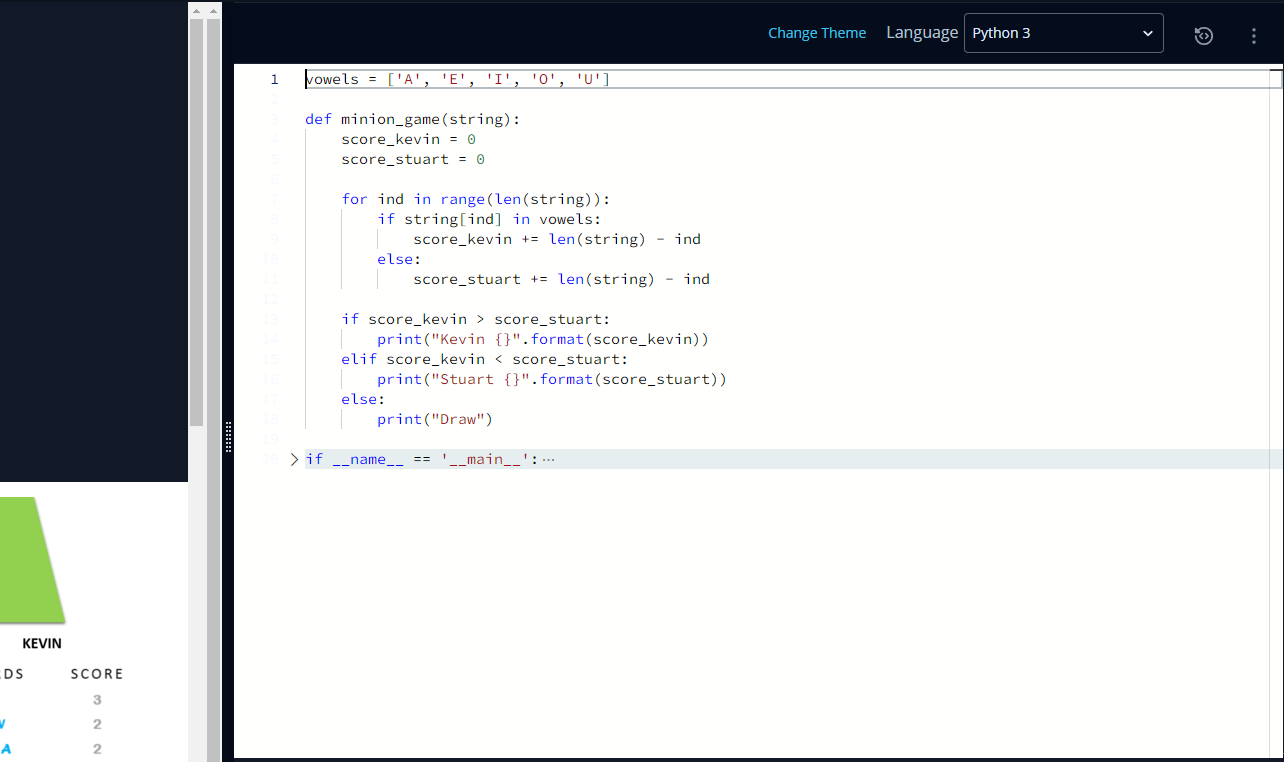 Change Theme Language Python 3
1 vowels = ['A', 'E', 'I', 'O', 'U']
2
3 def minion_game(string):
4     score_kevin = 0
5     score_stuart = 0
6
7     for ind in range(len(string)):
8         if string[ind] in vowels:
9             score_kevin += len(string) - ind
10         else:
11             score_stuart += len(string) - ind
12
13     if score_kevin > score_stuart:
14         print("Kevin {}".format(score_kevin))
15     elif score_kevin < score_stuart:
16         print("Stuart {}".format(score_stuart))
17     else:
18         print("Draw")
19
20 if __name__ == '__main__':
KEVIN
RDS SCORE
3
2
A 2